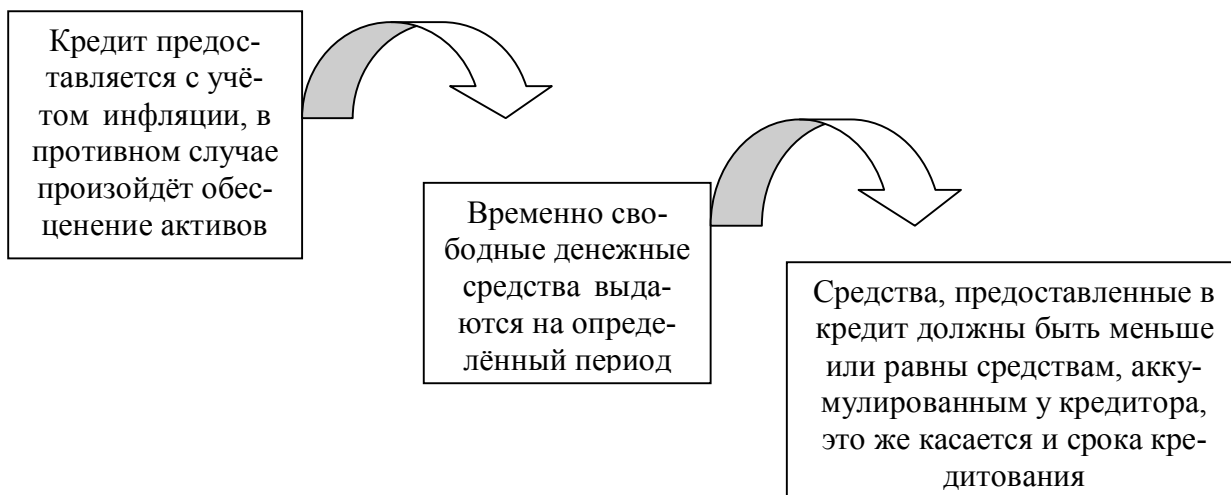 Кредит предос-
тавляется с учё-
том инфляции, в
противном случае
произойдёт обес-
ценение активов
Временно сво-
бодные денежные
средства выда-
ются на опреде-
лённый период
Средства, предоставленные в
кредит должны быть меньше
или равны средствам, акку-
мулированным у кредитора,
это же касается и срока кре-
дитования